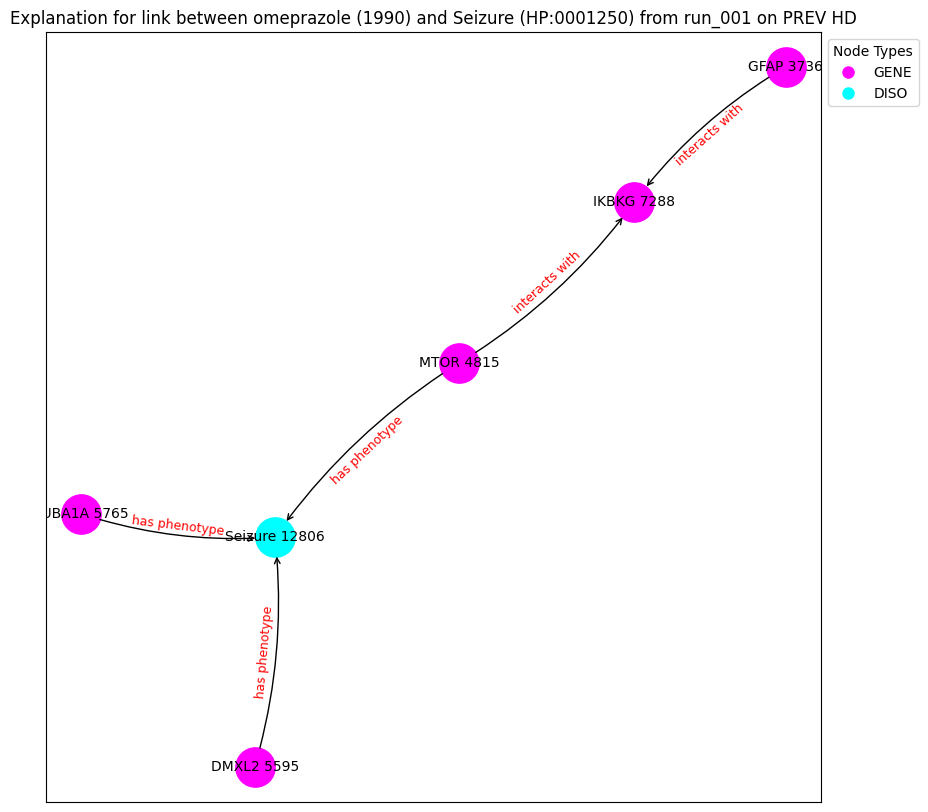 Explanation for link between omeprazole (1990) and Seizure (HP:0001250) from run_001 on PREV HD
Node Types
GENE
DISO
GFAP 3736
interacts with
IKBKG 7288
interacts with
MTOR 4815
has phenotype
UBA1A 5765
has phenotype
Seizure 12806
has phenotype
DMXL2 5595